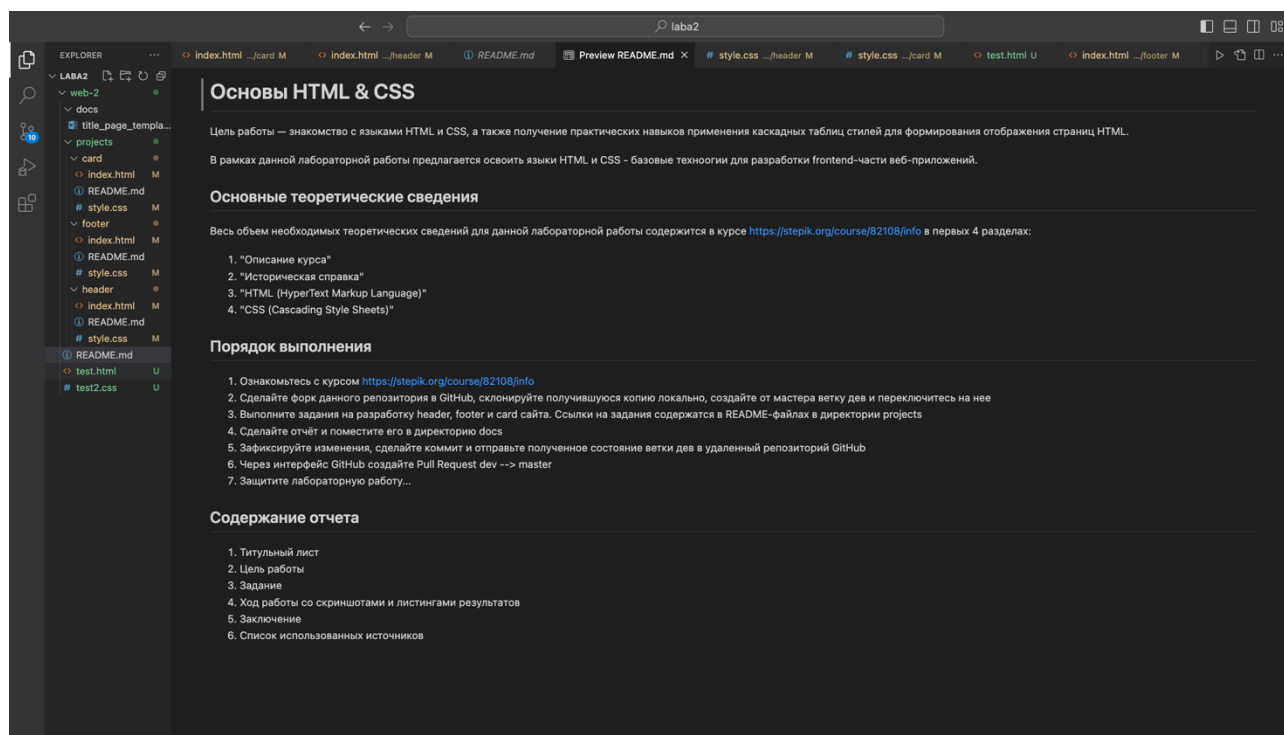 laba2
EXPLORER
index.html .../card M
index.html .../header M
README.md
Preview README.md
# style.css .../header M
# style.css .../card M
test.html U
index.html .../footer M
LABA2
web-2
docs
title_page_templa...
projects
card
index.html M
README.md
# style.css M
footer
index.html M
README.md
# style.css M
header
index.html M
README.md
# style.css M
README.md
test.html U
# test2.css U
10
Основы HTML & CSS
Цель работы — знакомство с языками HTML и CSS, а также получение практических навыков применения каскадных таблиц стилей для формирования отображения страниц HTML.
В рамках данной лабораторной работы предлагается освоить языки HTML и CSS - базовые техноогии для разработки frontend-части веб-приложений.
Основные теоретические сведения
Весь объем необходимых теоретических сведений для данной лабораторной работы содержится в курсе https://stepik.org/course/82108/info в первых 4 разделах:
1. "Описание курса"
2. "Историческая справка"
3. "HTML (HyperText Markup Language)"
4. "CSS (Cascading Style Sheets)"
Порядок выполнения
1. Ознакомьтесь с курсом https://stepik.org/course/82108/info
2. Сделайте форк данного репозитория в GitHub, склонируйте получившуюся копию локально, создайте от мастера ветку дев и переключитесь на нее
3. Выполните задания на разработку header, footer и card сайта. Ссылки на задания содержатся в README-файлах в директории projects
4. Сделайте отчёт и поместите его в директорию docs
5. Зафиксируйте изменения, сделайте коммит и отправьте полученное состояние ветки дев в удаленный репозиторий GitHub
6. Через интерфейс GitHub создайте Pull Request dev --> master
7. Защитите лабораторную работу...
Содержание отчета
1. Титульный лист
2. Цель работы
3. Задание
4. Ход работы со скриншотами и листингами результатов
5. Заключение
6. Список использованных источников